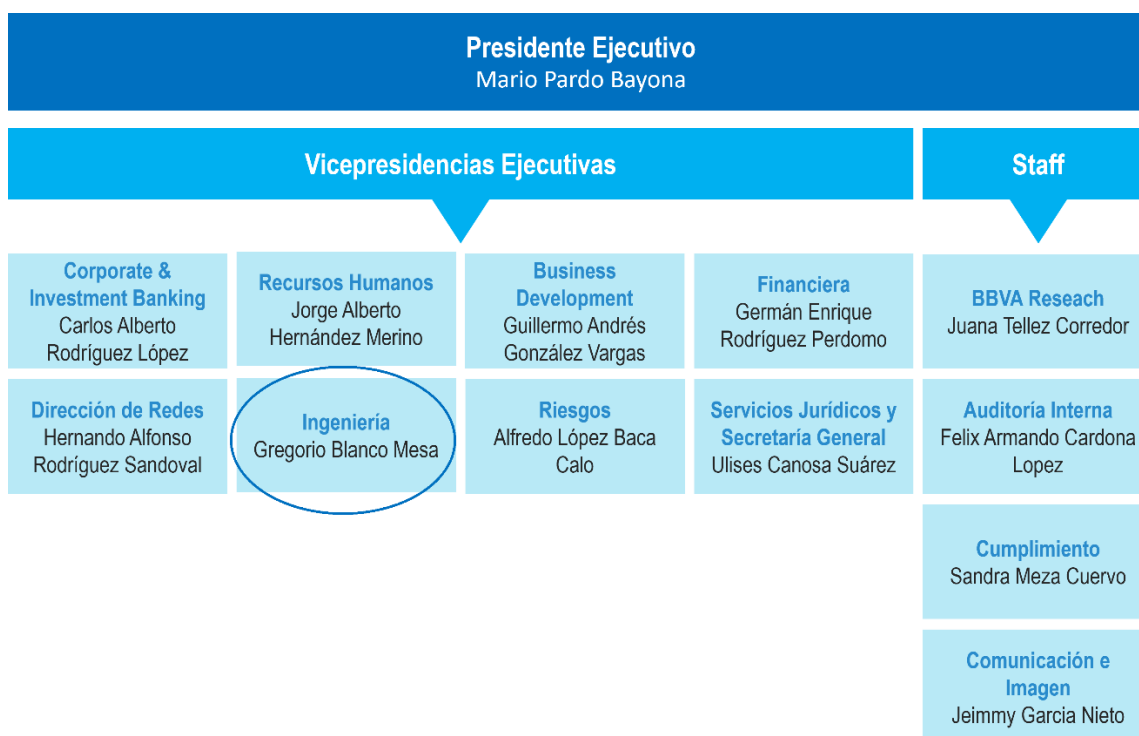 Presidente Ejecutivo
Mario Pardo Bayona
Vicepresidencias Ejecutivas
Staff
Corporate &
Investment Banking
Carlos Alberto
Rodríguez López
Recursos Humanos
Jorge Alberto
Hernández Merino
Business
Development
Guillermo Andrés
González Vargas
Financiera
Germán Enrique
Rodríguez Perdomo
BBVA Reseach
Juana Tellez Corredor
Dirección de Redes
Hernando Alfonso
Rodríguez Sandoval
Ingeniería
Gregorio Blanco Mesa
Riesgos
Alfredo López Baca
Calo
Servicios Jurídicos y
Secretaría General
Ulises Canosa Suárez
Auditoría Interna
Felix Armando Cardona
Lopez
Cumplimiento
Sandra Meza Cuervo
Comunicación e
Imagen
Jeimmy Garcia Nieto